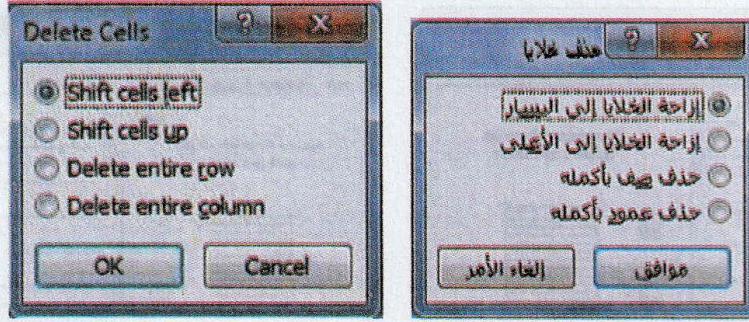 Delete Cells
Shift cells left
Shift cells up
Delete entire row
Delete entire column
OK
Cancel
حذف خلايا
إزاحة الخلايا إلى اليسار
إزاحة الخلايا إلى الأعلى
حذف صف بأكمله
حذف عمود بأكمله
موافق
إلغاء الأمر